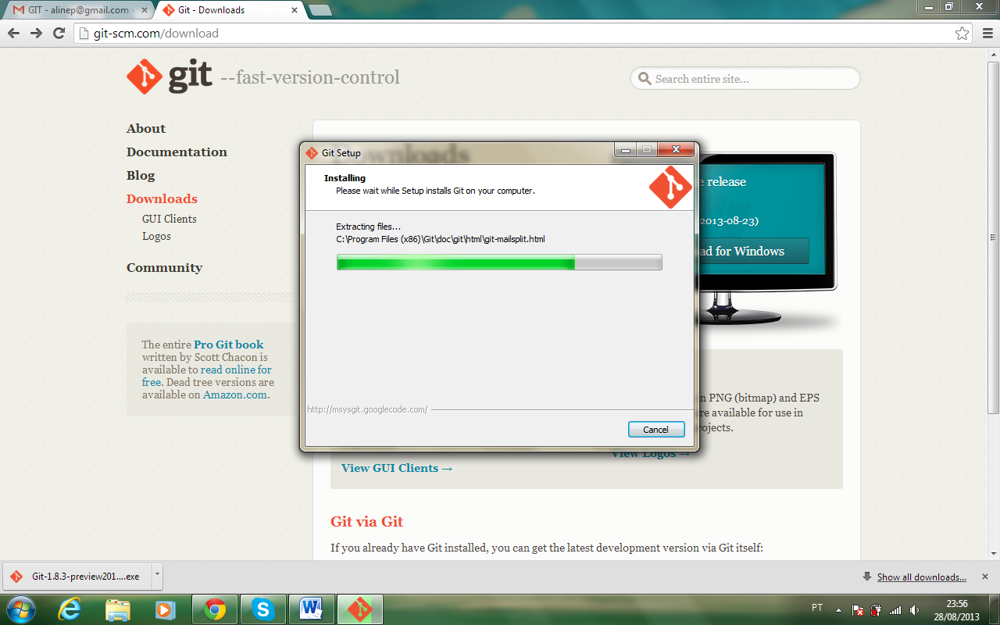 GIT - alinep@gmail.com -
Git - Downloads
git-scm.com/download
git --fast-version-control
Search entire site...
About
Documentation
Blog
Downloads
GUI Clients
Logos
Community
The entire Pro Git book
written by Scott Chacon is
available to read online for
free. Dead tree versions are
available on Amazon.com.
Downloads
Git Setup
Installing
Please wait while Setup installs Git on your computer.
Extracting files...
C:\Program Files (x86)\Git\doc\git\html\git-mailsplit.html
http://msysgit.googlecode.com/
Cancel
release
2013-08-23)
for Windows
PNG (bitmap) and EPS
are available for use in
View Logos →
View GUI Clients →
Git via Git
If you already have Git installed, you can get the latest development version via Git itself:
Git-1.8.3-preview201....exe
Show all downloads...
PT
23:56
28/08/2013